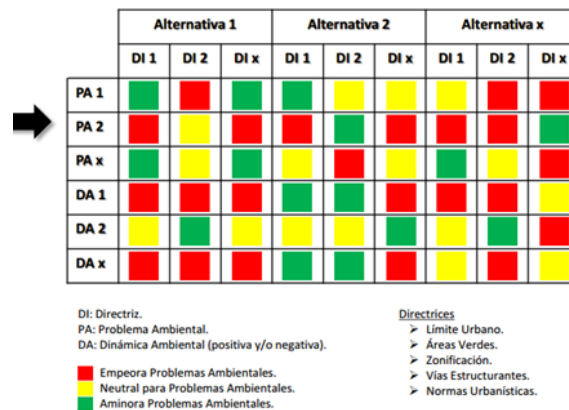 Alternativa 1 Alternativa 2 Alternativa x
DI 1 DI 2 DI x DI 1 DI 2 DI x DI 1 DI 2 DI x
PA 1
PA 2
PA x
DA 1
DA 2
DA x
DI: Directriz.
PA: Problema Ambiental.
DA: Dinámica Ambiental (positiva y/o negativa).
Empeora Problemas Ambientales.
Neutral para Problemas Ambientales.
Aminora Problemas Ambientales.
Directrices
Límite Urbano.
Áreas Verdes.
Zonificación.
Vías Estructurantes.
Normas Urbanísticas.